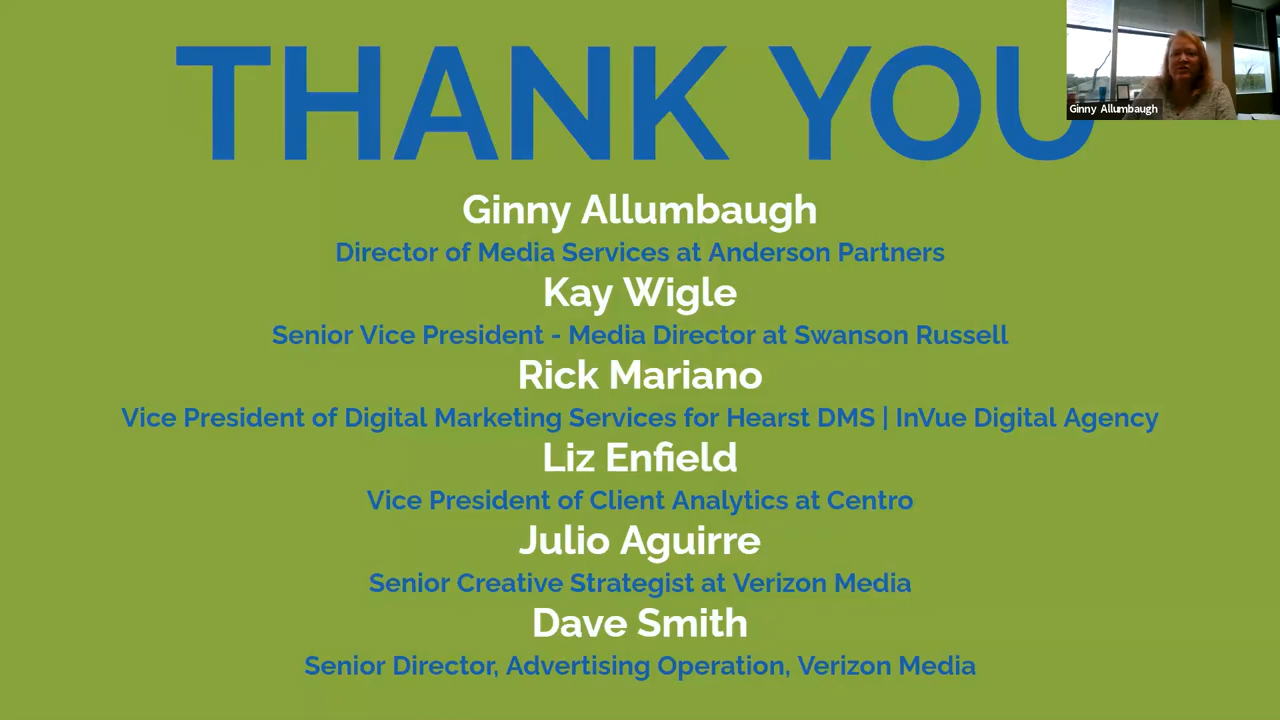 THANK YOU
Ginny Allumbaugh
Ginny Allumbaugh
Director of Media Services at Anderson Partners
Kay Wigle
Senior Vice President - Media Director at Swanson Russell
Rick Mariano
Vice President of Digital Marketing Services for Hearst DMS | InVue Digital Agency
Liz Enfield
Vice President of Client Analytics at Centro
Julio Aguirre
Senior Creative Strategist at Verizon Media
Dave Smith
Senior Director, Advertising Operation, Verizon Media